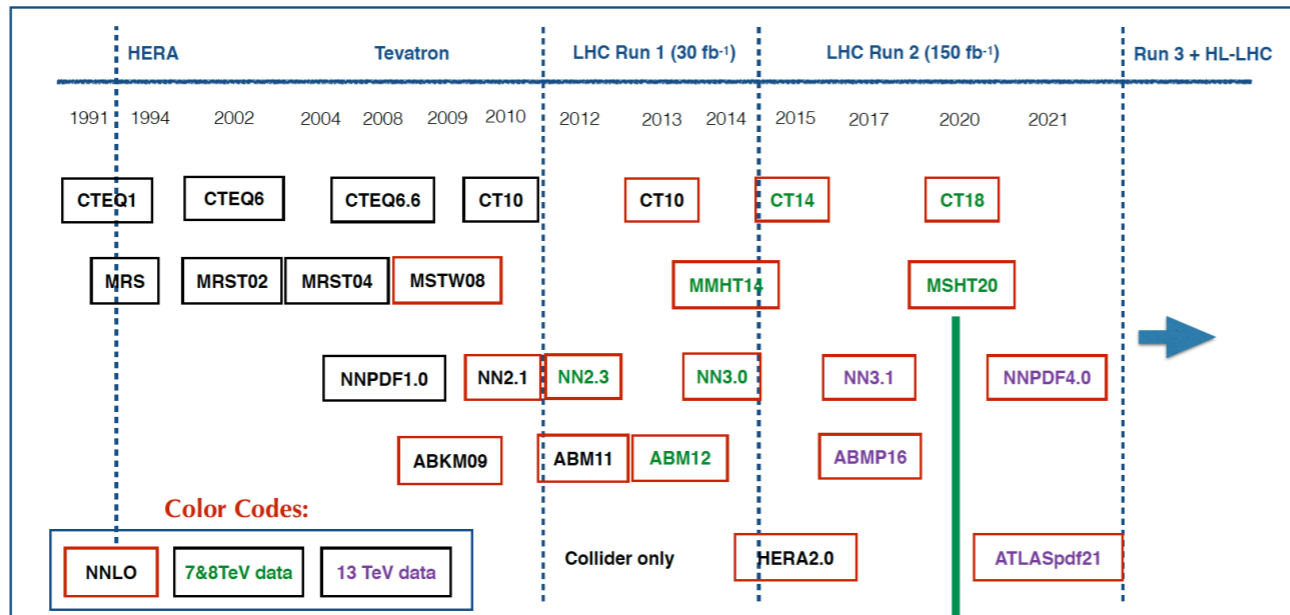 HERA Tevatron LHC Run 1 (30 fb-1) LHC Run 2 (150 fb-1) Run 3 + HL-LHC
1991 1994 2002 2004 2008 2009 2010 2012 2013 2014 2015 2017 2020 2021
CTEQ1 CTEQ6 CTEQ6.6 CT10 CT10 CT14 CT18
MRS MRST02 MRST04 MSTW08 MMHT14 MSHT20
NNPDF1.0 NN2.1 NN2.3 NN3.0 NN3.1 NNPDF4.0
ABKM09 ABM11 ABM12 ABMP16
Color Codes:
NNLO 7&8TeV data 13 TeV data Collider only HERA2.0 ATLASpdf21